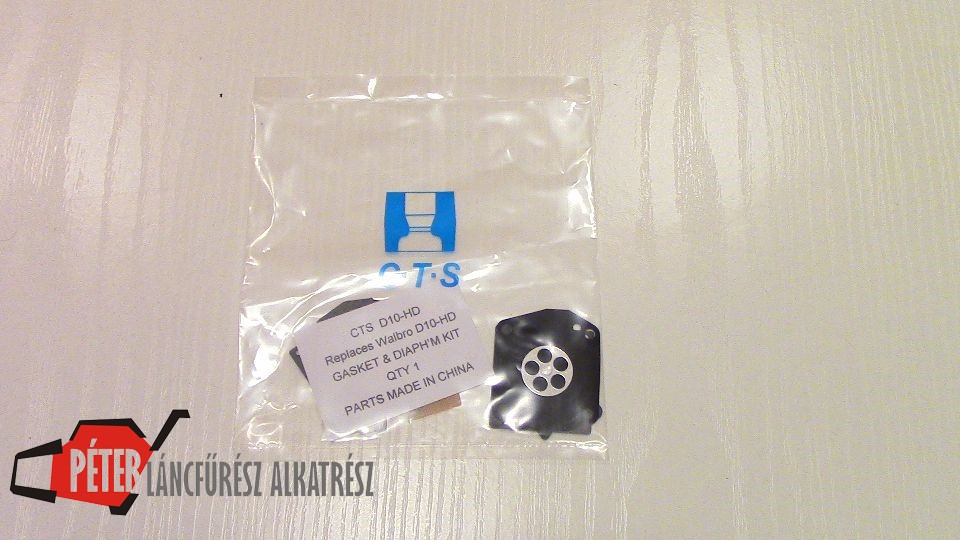 C·T·S
CTS D10-HD
Replaces Walbro D10-HD
GASKET & DIAPH'M KIT
QTY 1
PARTS MADE IN CHINA
PÉTER LÁNCFŰRÉSZ ALKATRÉSZ